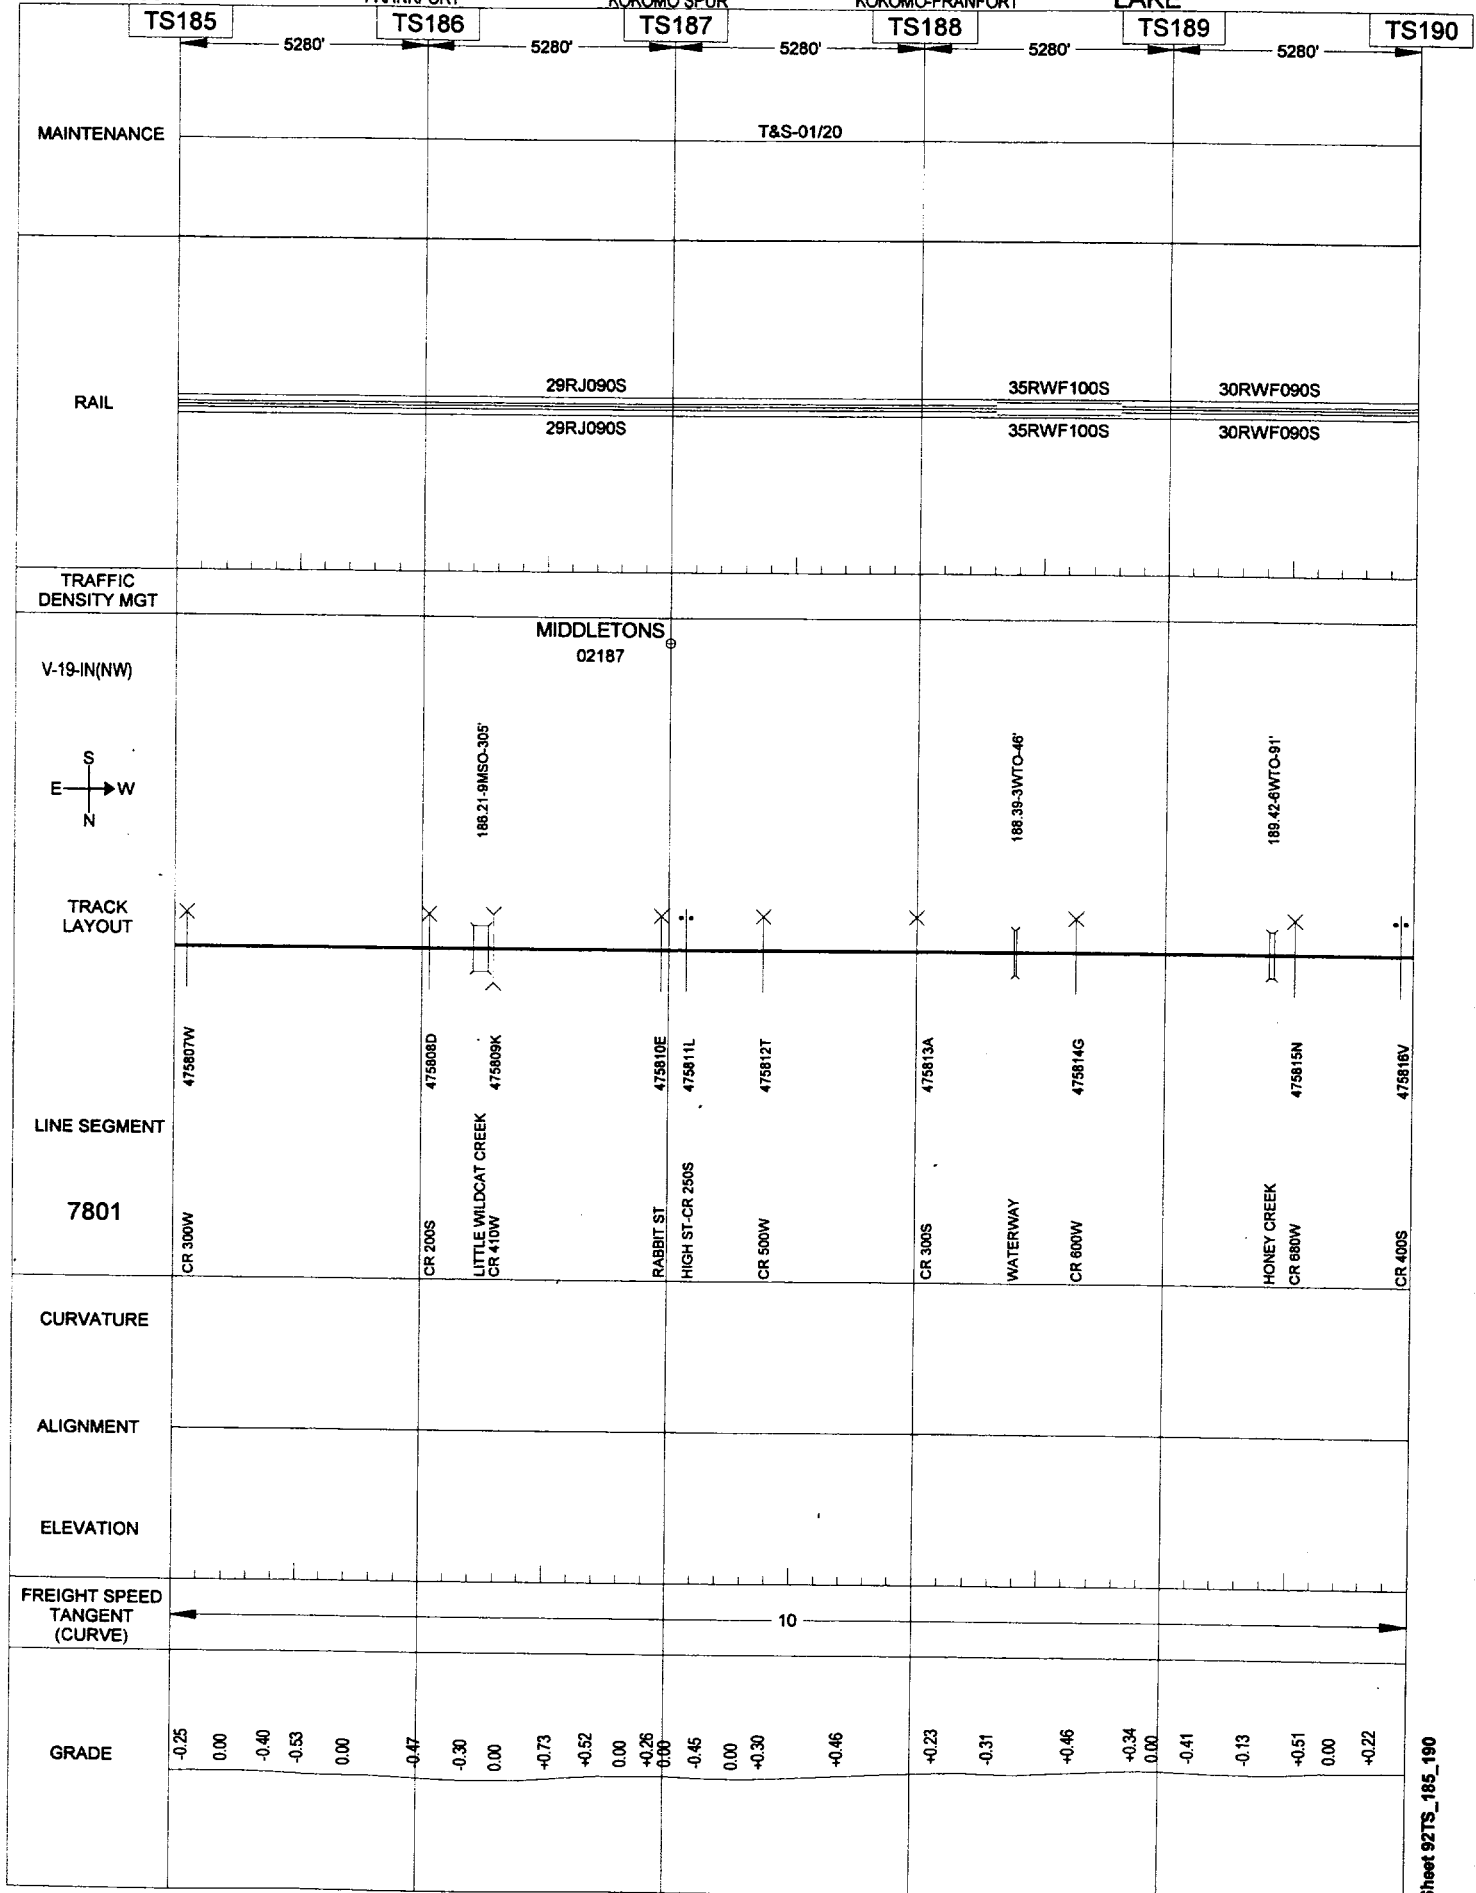 FRANKFORT KOKOMO SPUR KOKOMO-FRANFORT LAKE
TS185 TS186 TS187 TS188 TS189 TS190
5280' 5280' 5280' 5280' 5280'
MAINTENANCE T&S-01/20
29RJ090S 35RWF100S 30RWF090S
RAIL
29RJ090S 35RWF100S 30RWF090S
TRAFFIC
DENSITY MGT
MIDDLETONS
02187
V-19-IN(NW)
186.21-9MSO-305' 188.39-3WTO-46' 189.42-6WTO-91'
S
E W
N
TRACK
LAYOUT
475807W 475808D 475809K 475810E 475811L 475812T 475813A 475814G 475815N 475816V
LINE SEGMENT
7801
CR 300W
CR 200S
LITTLE WILDCAT CREEK
CR 410W
RABBIT ST
HIGH ST-CR 250S
CR 500W
CR 300S
WATERWAY
CR 600W
HONEY CREEK
CR 680W
CR 400S
CURVATURE
ALIGNMENT
ELEVATION
FREIGHT SPEED
TANGENT
(CURVE)
10
GRADE
-0.25 0.00 -0.40 -0.53 0.00 -0.47 -0.30 0.00 +0.73 +0.52 0.00 +0.26 0.00 -0.45 0.00 +0.30 +0.46 +0.23 -0.31 +0.46 +0.34 0.00 -0.41 -0.13 +0.51 0.00 +0.22
Sheet 92TS_185_190